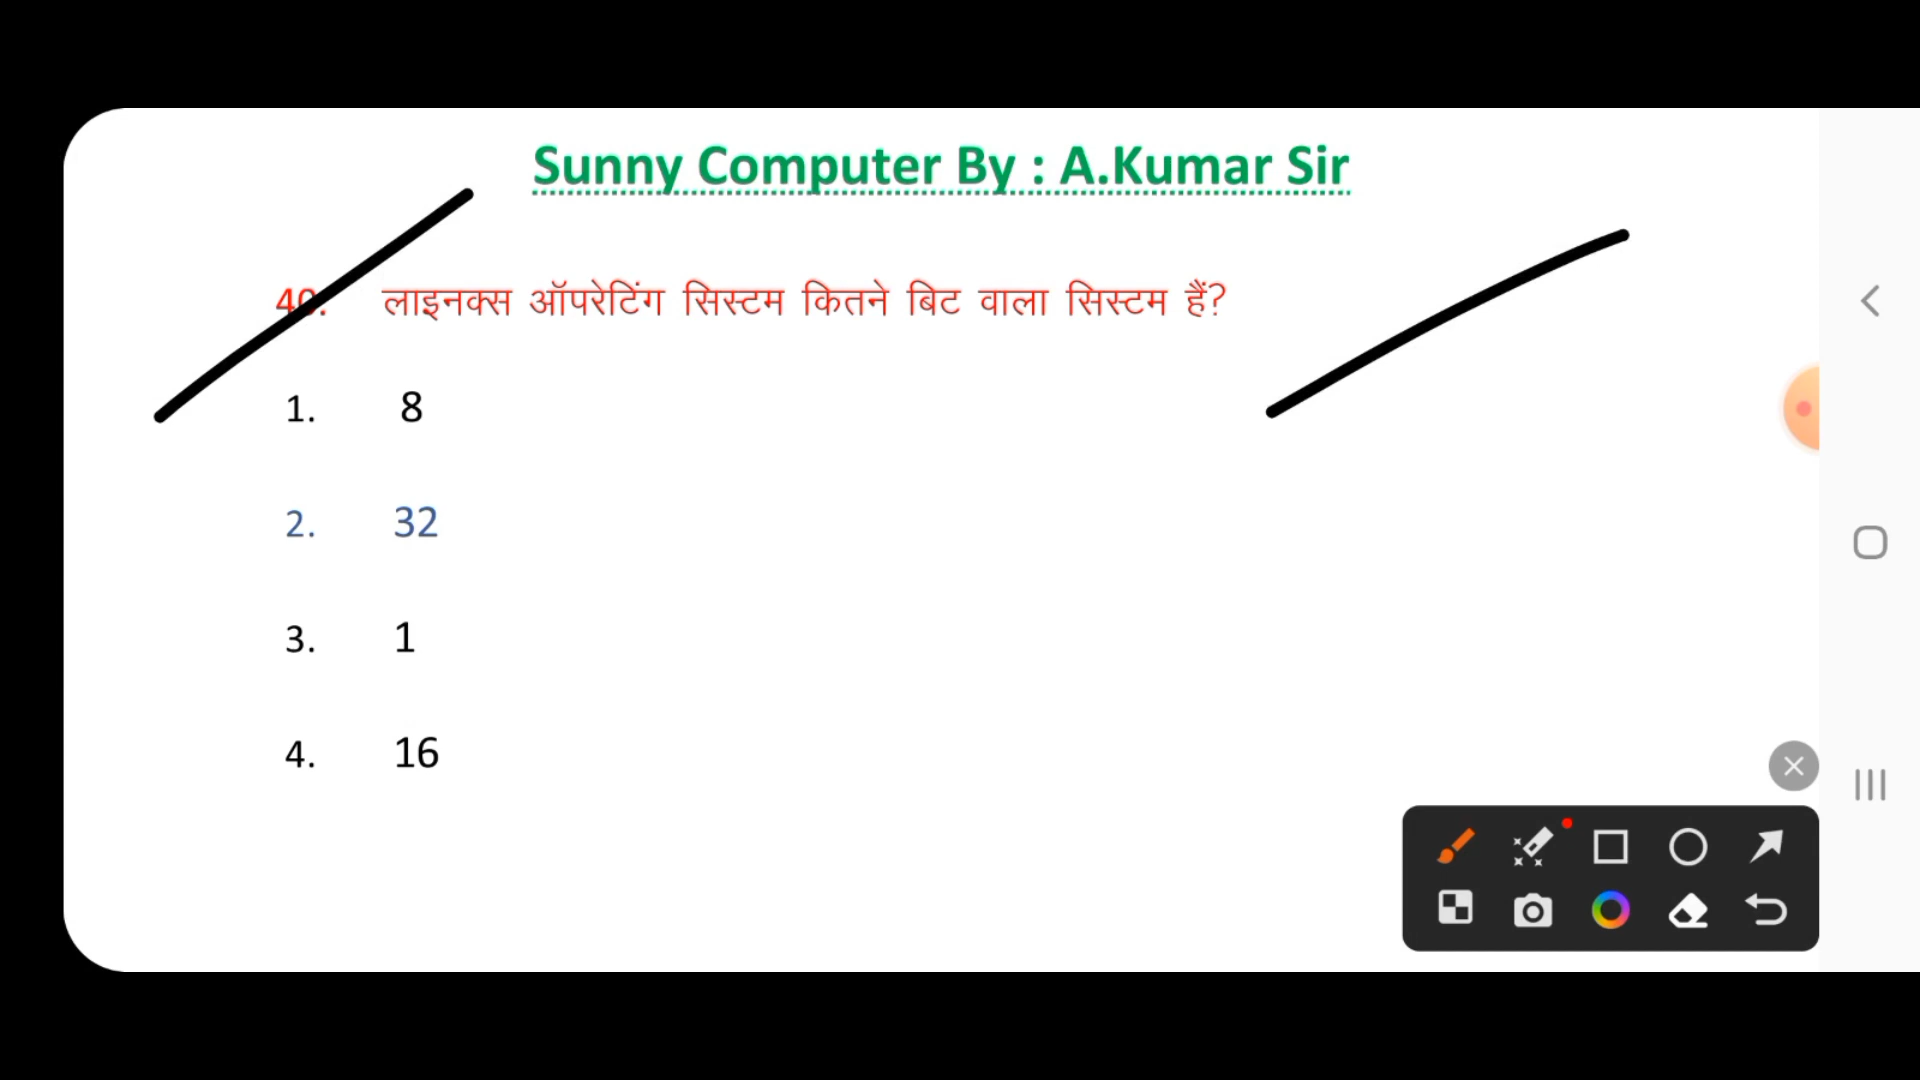 Sunny Computer By : A.Kumar Sir
40. लाइनक्स ऑपरेटिंग सिस्टम कितने बिट वाला सिस्टम हैं?
1. 8
2. 32
3. 1
4. 16